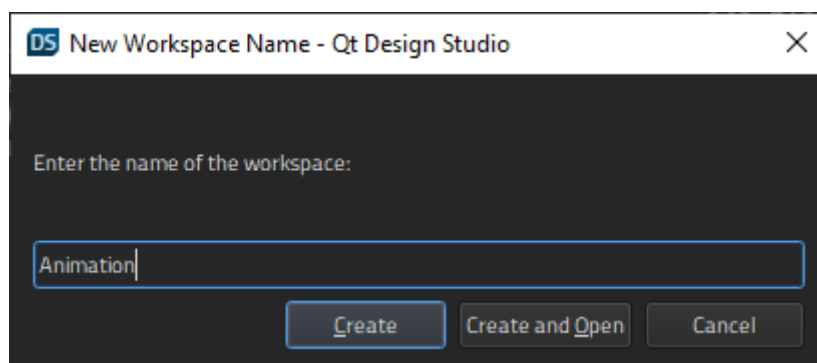 DS New Workspace Name - Qt Design Studio
Enter the name of the workspace:
Animation
Create Create and Open Cancel